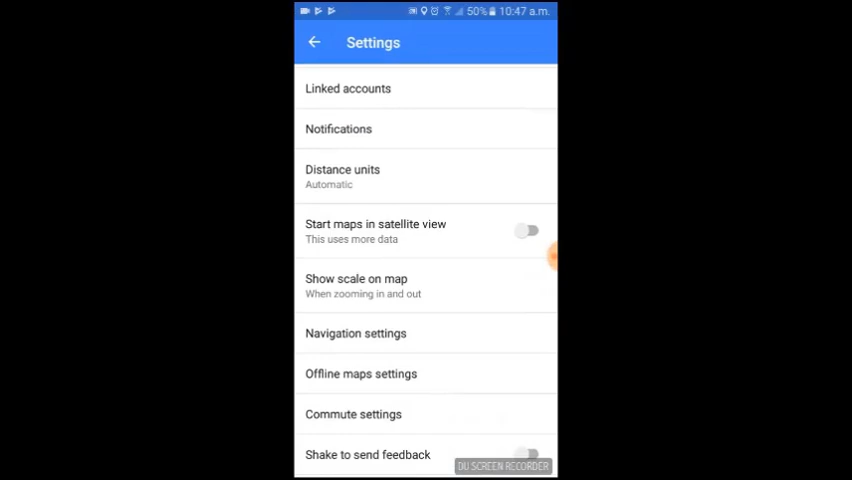 50% 10:47 a.m.
Settings
Linked accounts
Notifications
Distance units
Automatic
Start maps in satellite view
This uses more data
Show scale on map
When zooming in and out
Navigation settings
Offline maps settings
Commute settings
Shake to send feedback
DU SCREEN RECORDER